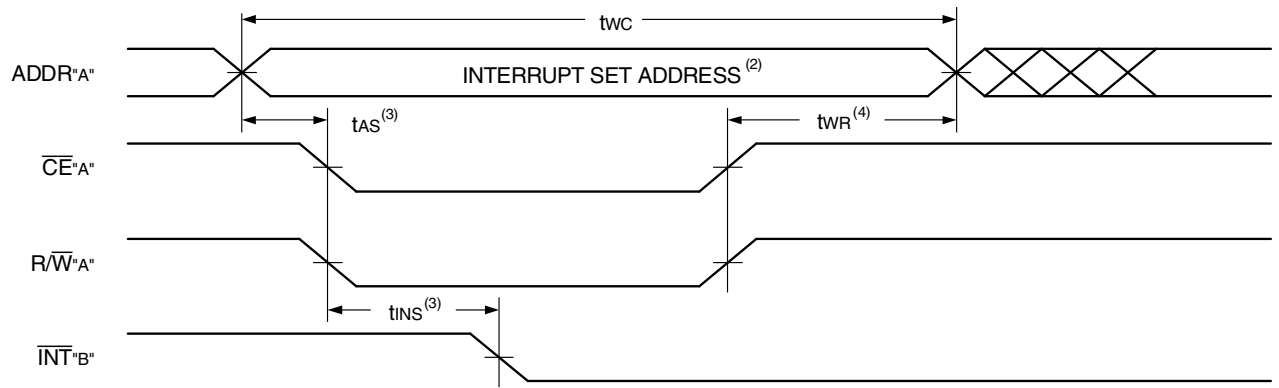 tWC
ADDR"A" INTERRUPT SET ADDRESS(2)
tAS(3) tWR(4)
CE"A"
R/W"A"
tINS(3)
INT"B"